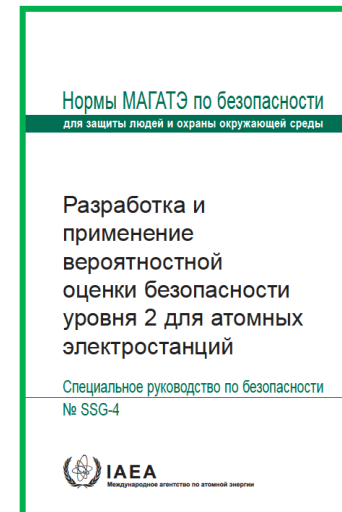 Нормы МАГАТЭ по безопасности
для защиты людей и охраны окружающей среды
Разработка и
применение
вероятностной
оценки безопасности
уровня 2 для атомных
электростанций
Специальное руководство по безопасности
№ SSG-4
IAEA
Международное агентство по атомной энергии